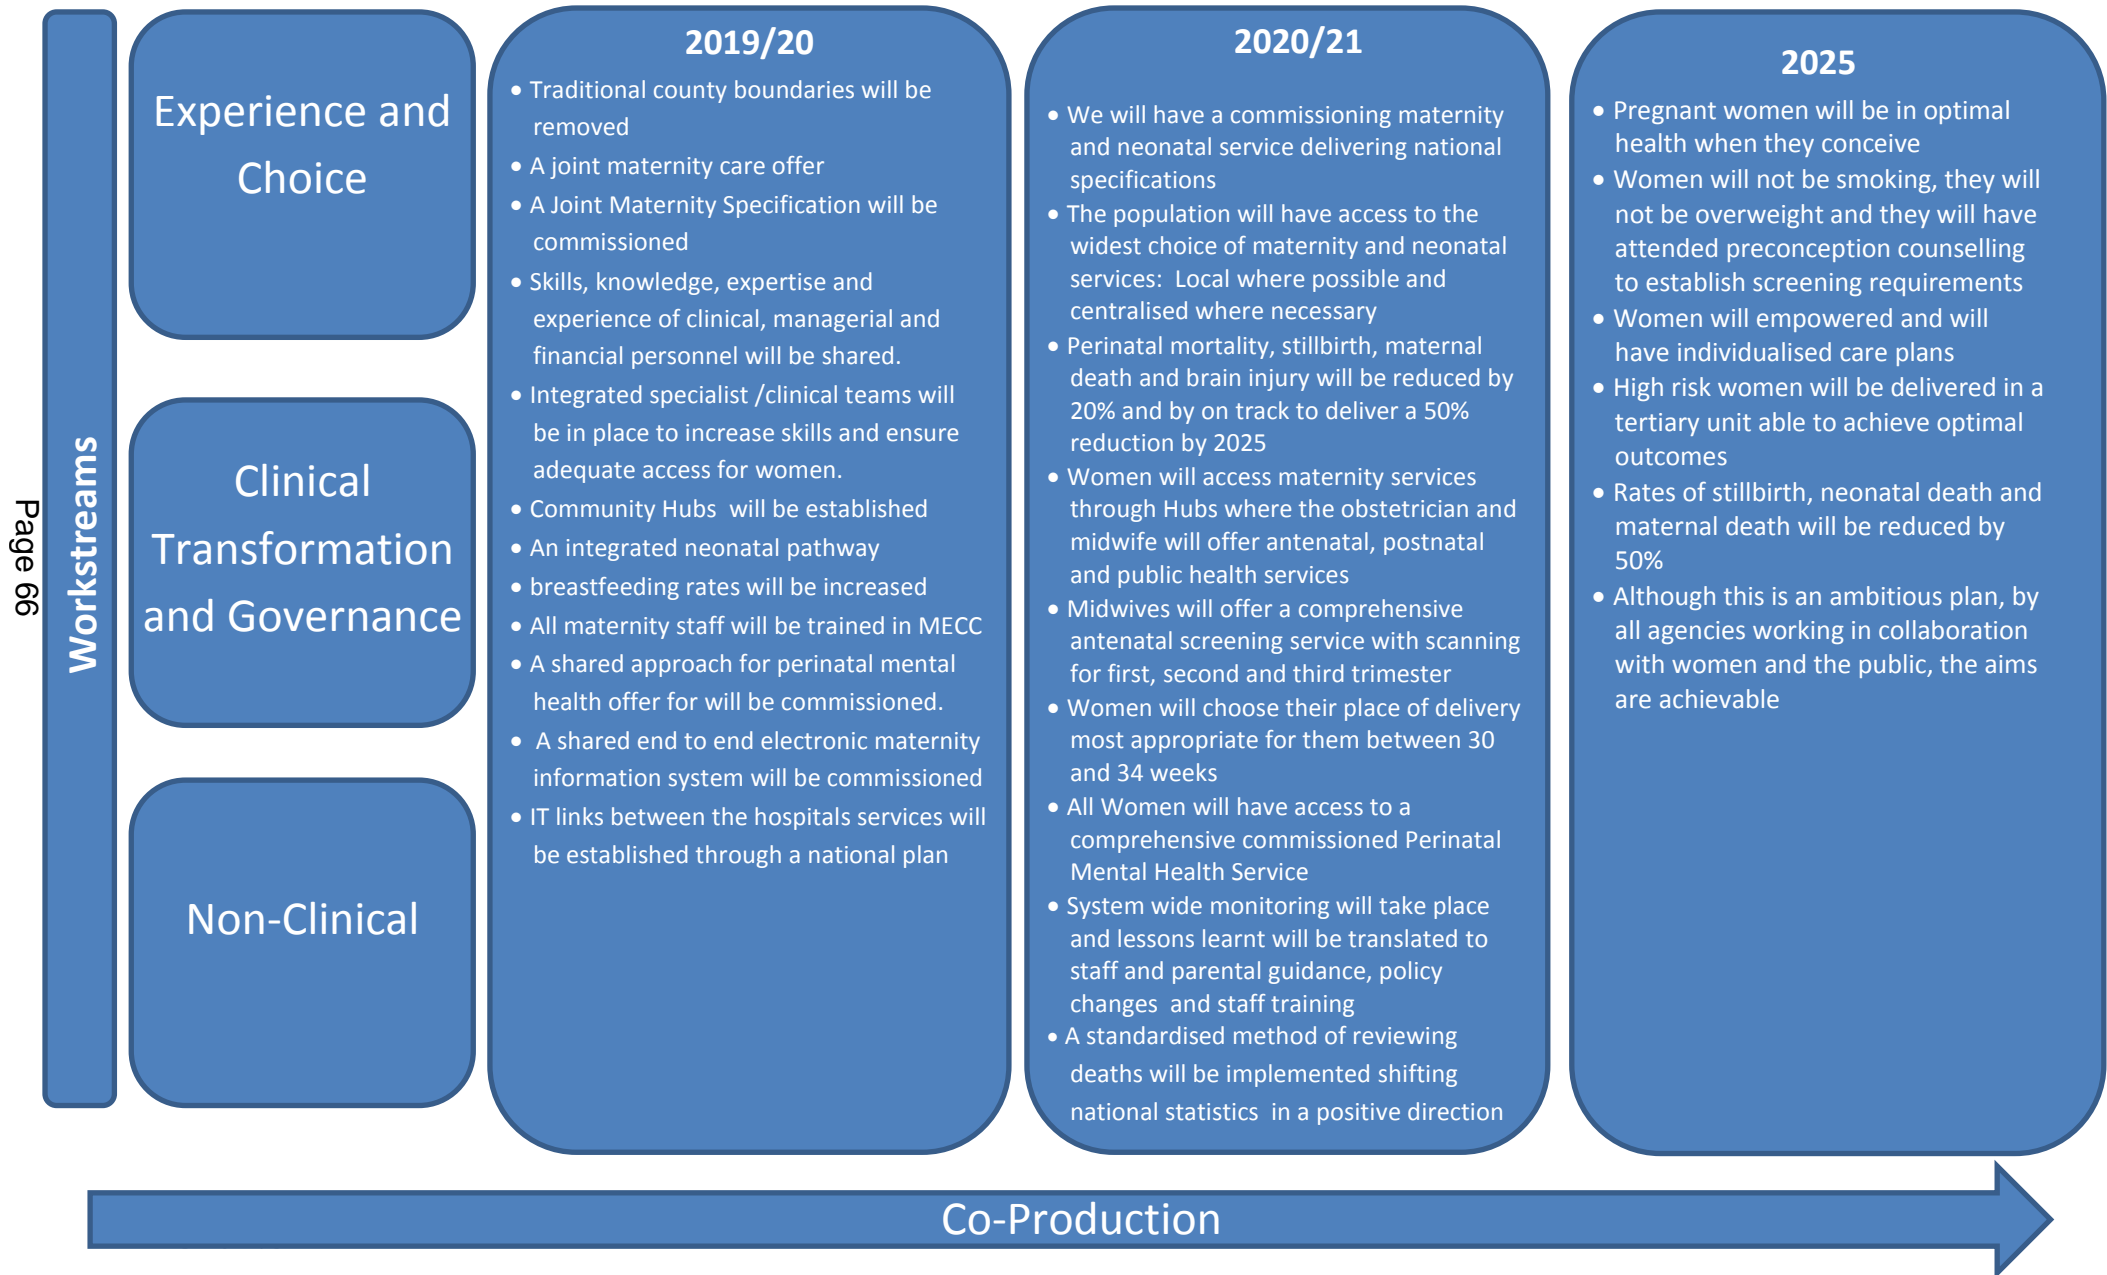 Page 66
Workstreams
Experience and
Choice
Clinical
Transformation
and Governance
Non-Clinical
2019/20
• Traditional county boundaries will be
removed
• A joint maternity care offer
• A Joint Maternity Specification will be
commissioned
• Skills, knowledge, expertise and
experience of clinical, managerial and
financial personnel will be shared.
• Integrated specialist /clinical teams will
be in place to increase skills and ensure
adequate access for women.
• Community Hubs will be established
• An integrated neonatal pathway
• breastfeeding rates will be increased
• All maternity staff will be trained in MECC
• A shared approach for perinatal mental
health offer for will be commissioned.
• A shared end to end electronic maternity
information system will be commissioned
• IT links between the hospitals services will
be established through a national plan
2020/21
• We will have a commissioning maternity
and neonatal service delivering national
specifications
• The population will have access to the
widest choice of maternity and neonatal
services: Local where possible and
centralised where necessary
• Perinatal mortality, stillbirth, maternal
death and brain injury will be reduced by
20% and by on track to deliver a 50%
reduction by 2025
• Women will access maternity services
through Hubs where the obstetrician and
midwife will offer antenatal, postnatal
and public health services
• Midwives will offer a comprehensive
antenatal screening service with scanning
for first, second and third trimester
• Women will choose their place of delivery
most appropriate for them between 30
and 34 weeks
• All Women will have access to a
comprehensive commissioned Perinatal
Mental Health Service
• System wide monitoring will take place
and lessons learnt will be translated to
staff and parental guidance, policy
changes and staff training
• A standardised method of reviewing
deaths will be implemented shifting
national statistics in a positive direction
2025
• Pregnant women will be in optimal
health when they conceive
• Women will not be smoking, they will
not be overweight and they will have
attended preconception counselling
to establish screening requirements
• Women will empowered and will
have individualised care plans
• High risk women will be delivered in a
tertiary unit able to achieve optimal
outcomes
• Rates of stillbirth, neonatal death and
maternal death will be reduced by
50%
• Although this is an ambitious plan, by
all agencies working in collaboration
with women and the public, the aims
are achievable
Co-Production